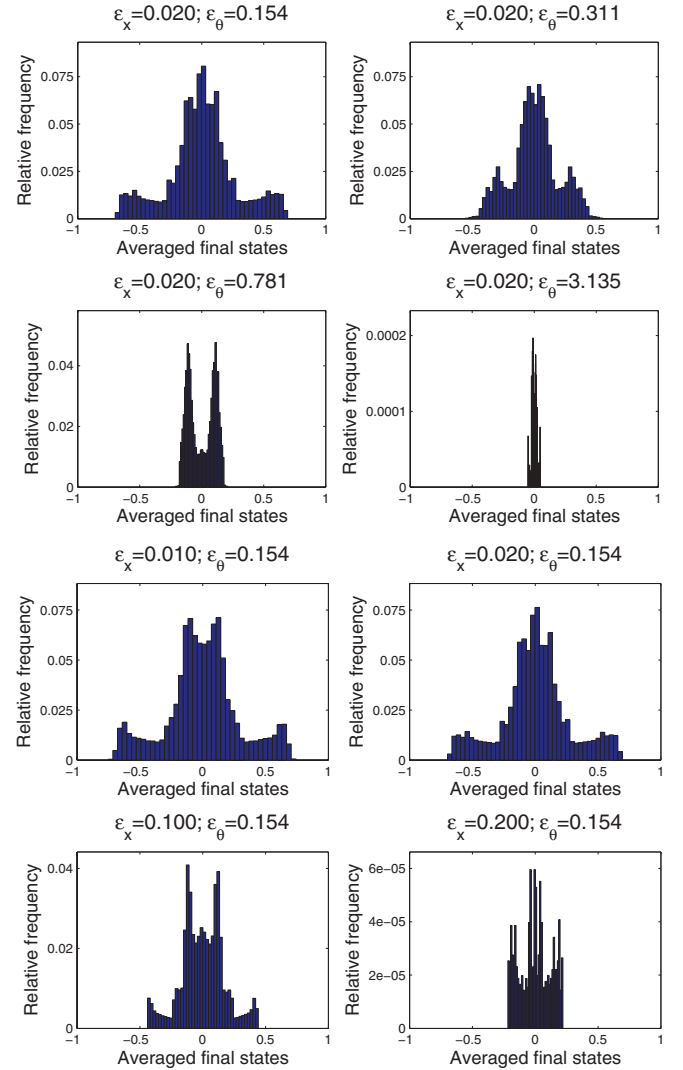 εx=0.020; εθ=0.154
εx=0.020; εθ=0.311
Relative frequency
0.075
0.05
0.025
0
−1 −0.5 0 0.5 1
Averaged final states
Relative frequency
0.075
0.05
0.025
0
−1 −0.5 0 0.5 1
Averaged final states
εx=0.020; εθ=0.781
εx=0.020; εθ=3.135
Relative frequency
0.04
0.02
0
−1 −0.5 0 0.5 1
Averaged final states
Relative frequency
0.0002
0.0001
0
−1 −0.5 0 0.5 1
Averaged final states
εx=0.010; εθ=0.154
εx=0.020; εθ=0.154
Relative frequency
0.075
0.05
0.025
0
−1 −0.5 0 0.5 1
Averaged final states
Relative frequency
0.075
0.05
0.025
0
−1 −0.5 0 0.5 1
Averaged final states
εx=0.100; εθ=0.154
εx=0.200; εθ=0.154
Relative frequency
0.04
0.02
0
−1 −0.5 0 0.5 1
Averaged final states
Relative frequency
6e−05
4e−05
2e−05
0
−1 −0.5 0 0.5 1
Averaged final states